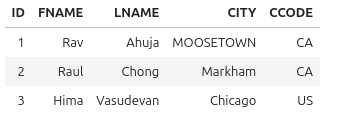 ID FNAME LNAME CITY CCODE
1 Rav Ahuja MOOSETOWN CA
2 Raul Chong Markham CA
3 Hima Vasudevan Chicago US